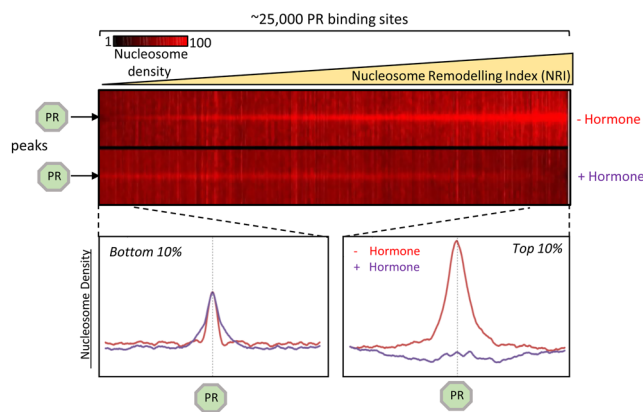 ~25,000 PR binding sites
1 100
Nucleosome
density
Nucleosome Remodelling Index (NRI)
PR
- Hormone
peaks
PR
+ Hormone
Bottom 10%
- Hormone
+ Hormone
Top 10%
Nucleosome Density
PR
PR